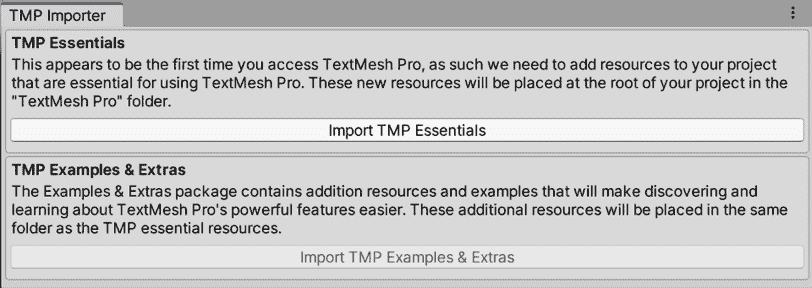 TMP Importer
TMP Essentials
This appears to be the first time you access TextMesh Pro, as such we need to add resources to your project
that are essential for using TextMesh Pro. These new resources will be placed at the root of your project in the
"TextMesh Pro" folder.
Import TMP Essentials
TMP Examples & Extras
The Examples & Extras package contains addition resources and examples that will make discovering and
learning about TextMesh Pro's powerful features easier. These additional resources will be placed in the same
folder as the TMP essential resources.
Import TMP Examples & Extras